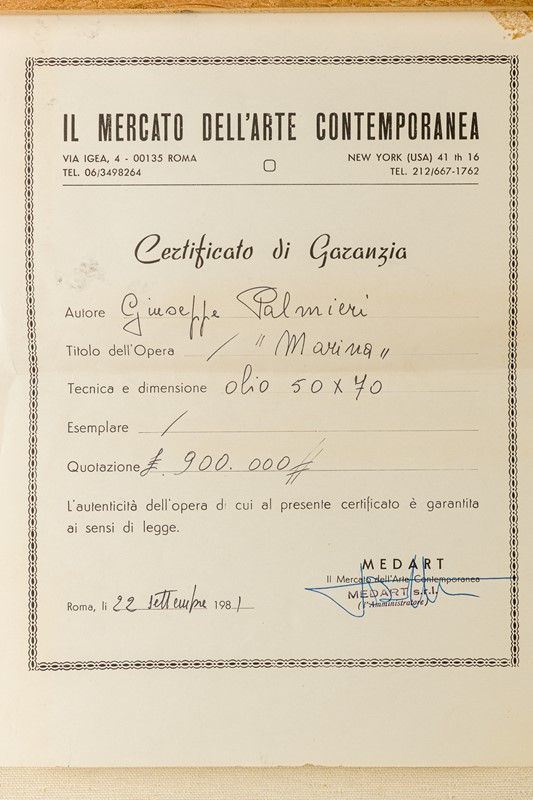 IL MERCATO DELL'ARTE CONTEMPORANEA
VIA IGEA, 4 - 00135 ROMA
TEL. 06/3498264
NEW YORK (USA) 41 th 16
TEL. 212/667-1762
Certificato di Garanzia
Autore Giuseppe Palmieri
Titolo dell'Opera / "Marina"
Tecnica e dimensione olio 50 x 70
Esemplare /
Quotazione £ 900.000 //
L'autenticità dell'opera di cui al presente certificato è garantita
ai sensi di legge.
MEDART
Il Mercato dell'Arte Contemporanea
MEDART s.r.l.
(l'Amministratore)
Roma, li 22 settembre 1981